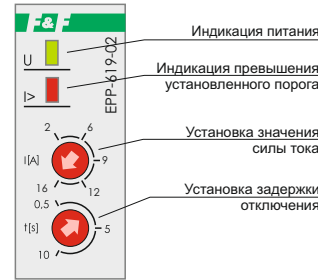 F&F
U
I>
EPP-619-02
I[A]
2
6
9
12
16
t[s]
0,5
5
10
Индикация питания
Индикация превышения
установленного порога
Установка значения
силы тока
Установка задержки
отключения